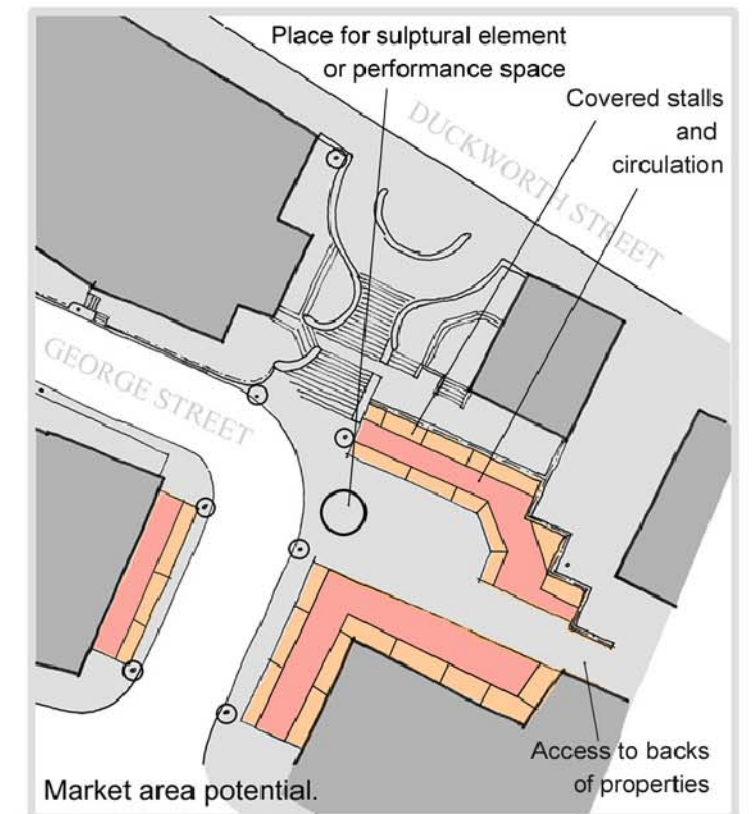 Place for sulptural element
or performance space
Covered stalls
and
circulation
DUCKWORTH STREET
GEORGE STREET
Access to backs
of properties
Market area potential.